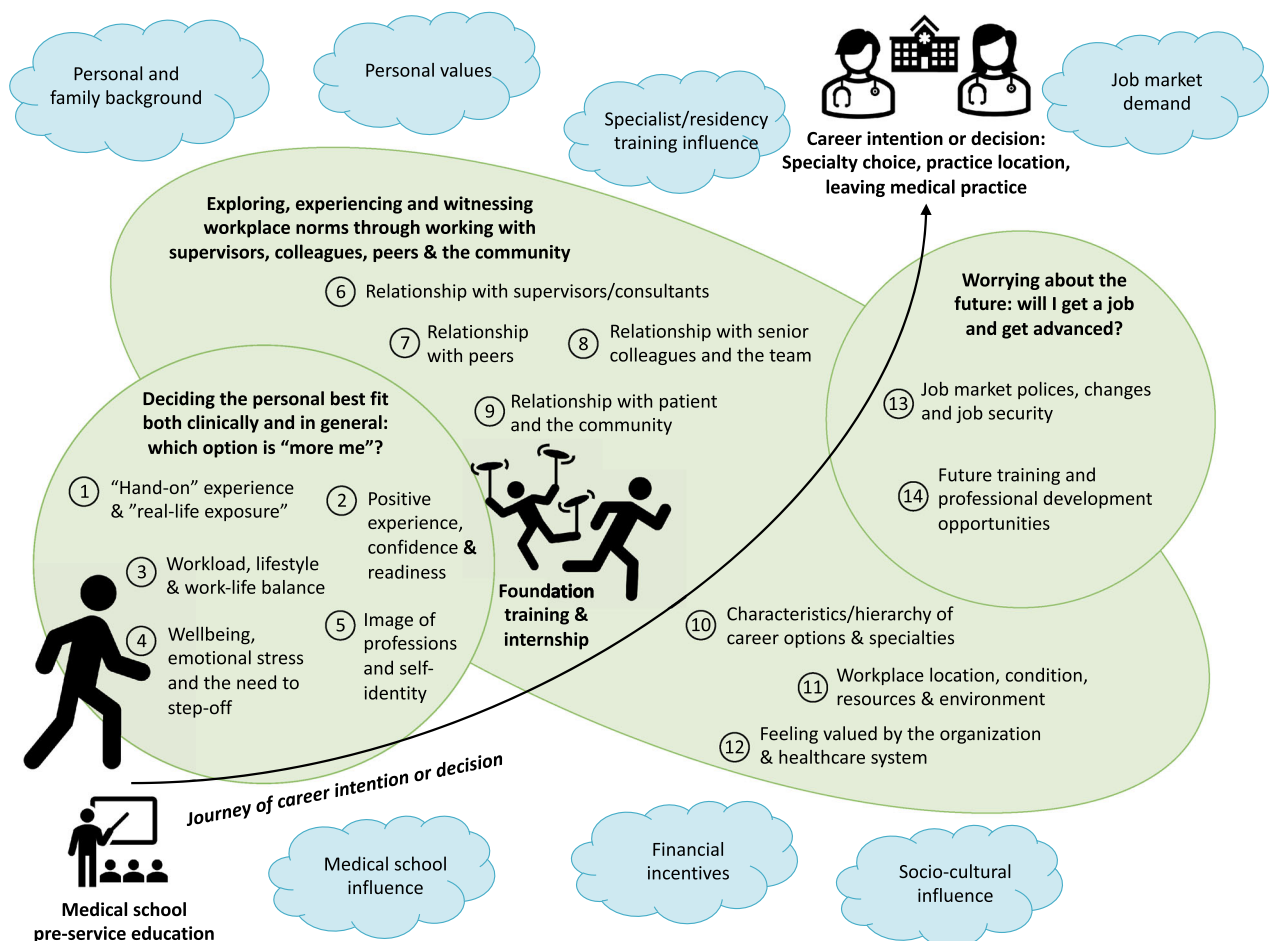 Personal and
family background
Personal values
Specialist/residency
training influence
Job market
demand
Career intention or decision:
Specialty choice, practice location,
leaving medical practice
Exploring, experiencing and witnessing
workplace norms through working with
supervisors, colleagues, peers & the community
6 Relationship with supervisors/consultants
7 Relationship
with peers
8 Relationship with senior
colleagues and the team
9 Relationship with patient
and the community
Worrying about the
future: will I get a job
and get advanced?
13 Job market polices, changes
and job security
14 Future training and
professional development
opportunities
Deciding the personal best fit
both clinically and in general:
which option is “more me”?
1 “Hand-on” experience
& ”real-life exposure”
2 Positive
experience,
confidence &
readiness
3 Workload, lifestyle
& work-life balance
4 Wellbeing,
emotional stress
and the need to
step-off
5 Image of
professions
and self-
identity
Foundation
training &
internship
10 Characteristics/hierarchy of
career options & specialties
11 Workplace location, condition,
resources & environment
12 Feeling valued by the organization
& healthcare system
Journey of career intention or decision
Medical school
pre-service education
Medical school
influence
Financial
incentives
Socio-cultural
influence